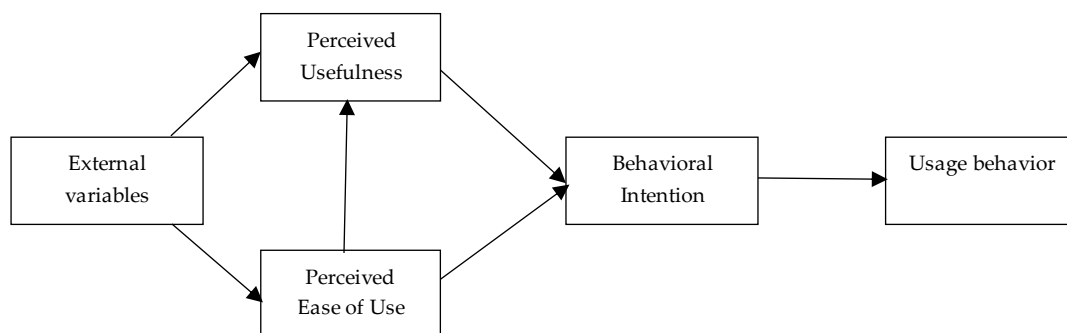 Perceived
Usefulness
External
variables
Behavioral
Intention
Usage behavior
Perceived
Ease of Use